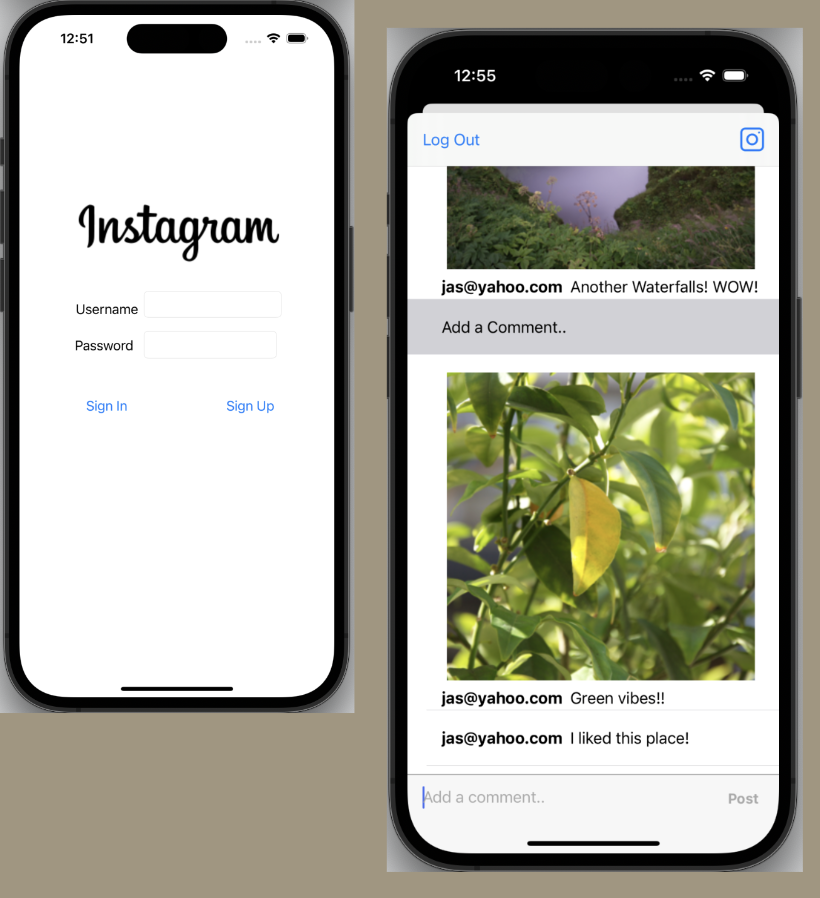 12:51
Instagram
Username
Password
Sign In Sign Up
12:55
Log Out
jas@yahoo.com Another Waterfalls! WOW!
Add a Comment..
jas@yahoo.com Green vibes!!
jas@yahoo.com I liked this place!
Add a comment.. Post